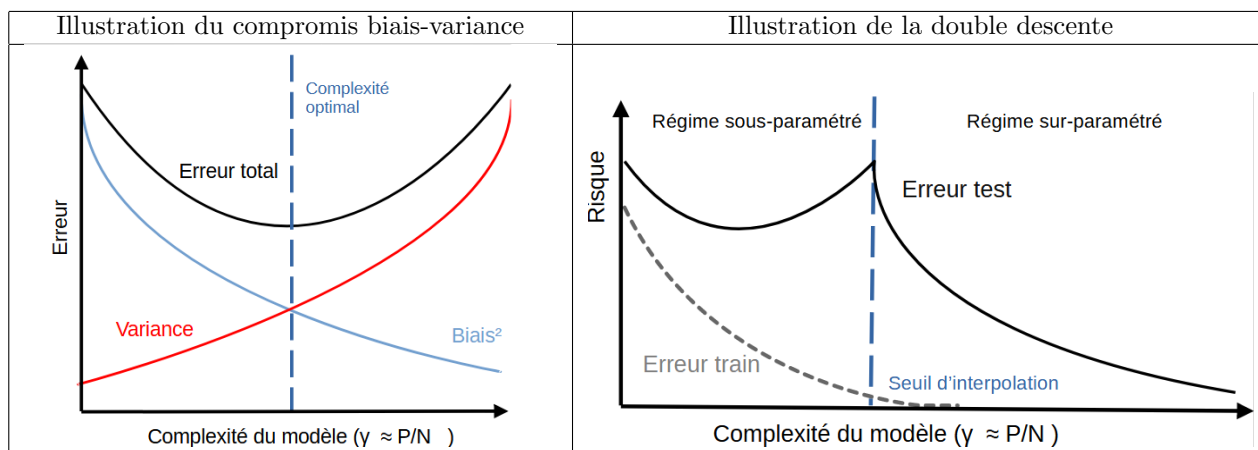 Illustration du compromis biais-variance
Illustration de la double descente
Complexité
optimal
Erreur total
Erreur
Variance
Biais²
Complexité du modèle (γ ≈ P/N )
Régime sous-paramétré
Régime sur-paramétré
Risque
Erreur test
Erreur train
Seuil d'interpolation
Complexité du modèle (γ ≈ P/N )